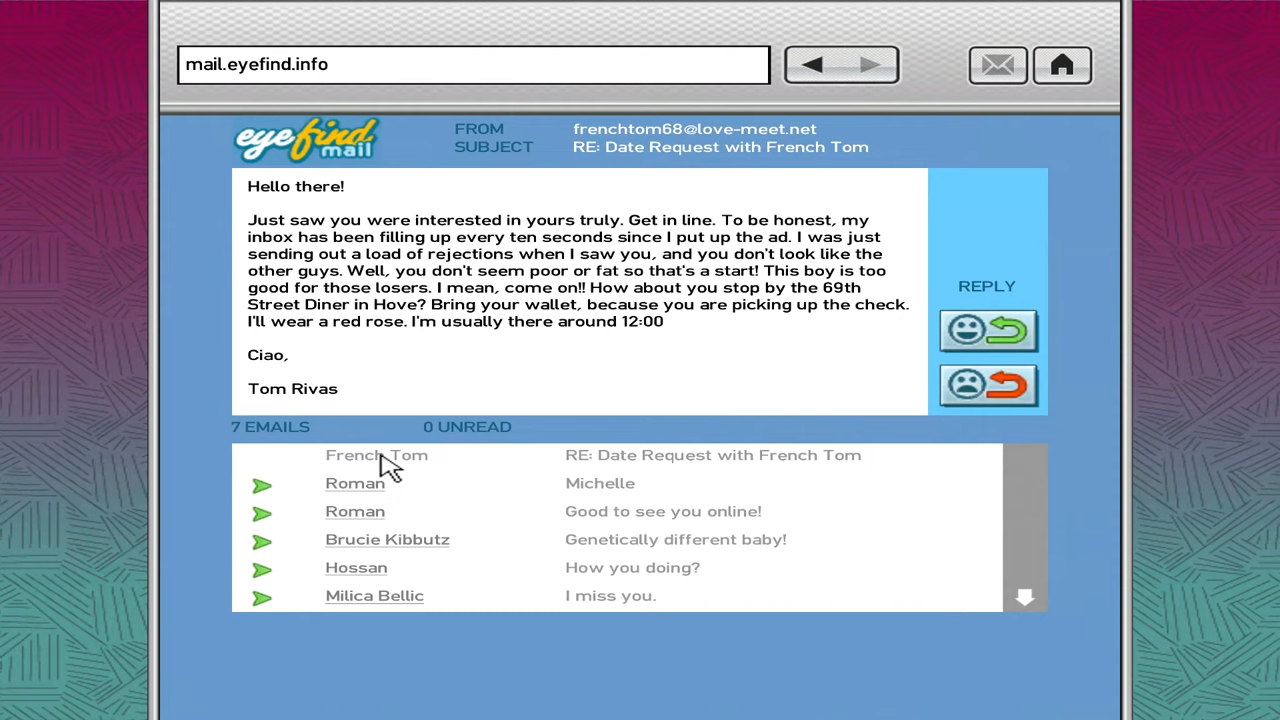 mail.eyefind.info
eyefind mail
FROM frenchtom68@love-meet.net
SUBJECT RE: Date Request with French Tom
Hello there!
Just saw you were interested in yours truly. Get in line. To be honest, my
inbox has been filling up every ten seconds since I put up the ad. I was just
sending out a load of rejections when I saw you, and you don't look like the
other guys. Well, you don't seem poor or fat so that's a start! This boy is too
good for those losers. I mean, come on!! How about you stop by the 69th
Street Diner in Hove? Bring your wallet, because you are picking up the check.
I'll wear a red rose. I'm usually there around 12:00
Ciao,
Tom Rivas
REPLY
7 EMAILS 0 UNREAD
French Tom RE: Date Request with French Tom
Roman Michelle
Roman Good to see you online!
Brucie Kibbutz Genetically different baby!
Hossan How you doing?
Milica Bellic I miss you.